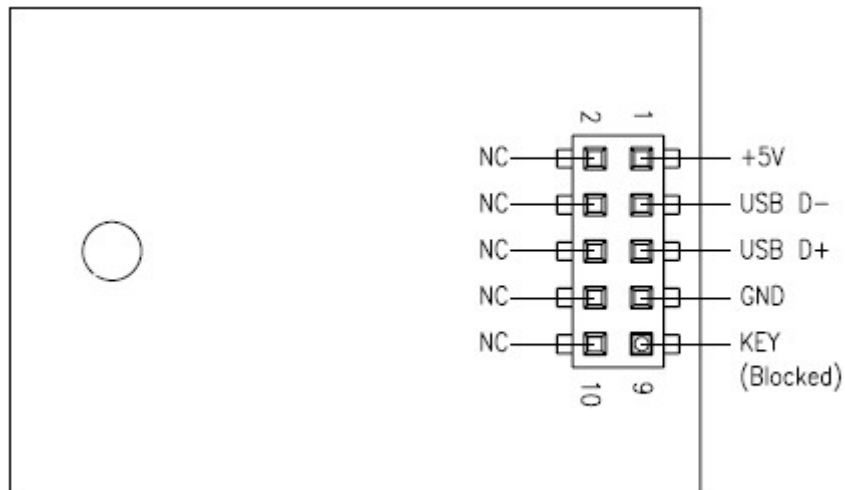 2 1
NC +5V
NC USB D-
NC USB D+
NC GND
NC KEY
(Blocked)
10 9